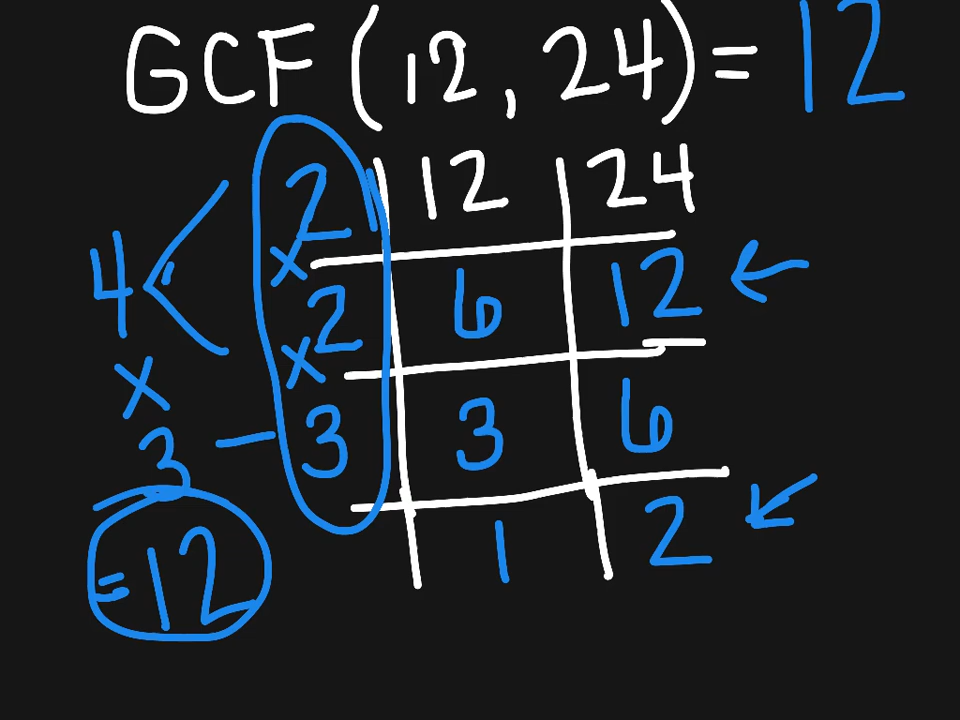 GCF (12, 24) = 12
2 12 24
x
4 2 6 12
x x
3 3 3 6
= 12 1 2